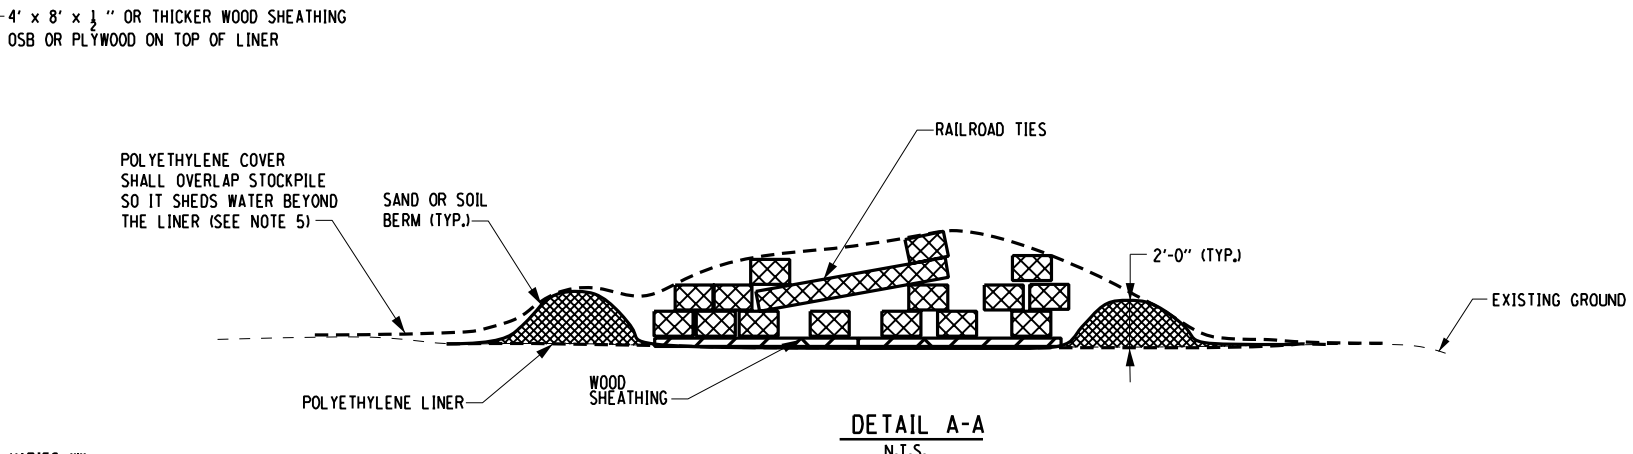 4' x 8' x 1/2 " OR THICKER WOOD SHEATHING
OSB OR PLYWOOD ON TOP OF LINER
RAILROAD TIES
POLYETHYLENE COVER
SHALL OVERLAP STOCKPILE
SO IT SHEDS WATER BEYOND
THE LINER (SEE NOTE 5)
SAND OR SOIL
BERM (TYP.)
2'-0" (TYP.)
EXISTING GROUND
WOOD
SHEATHING
POLYETHYLENE LINER
DETAIL A-A
N.T.S.